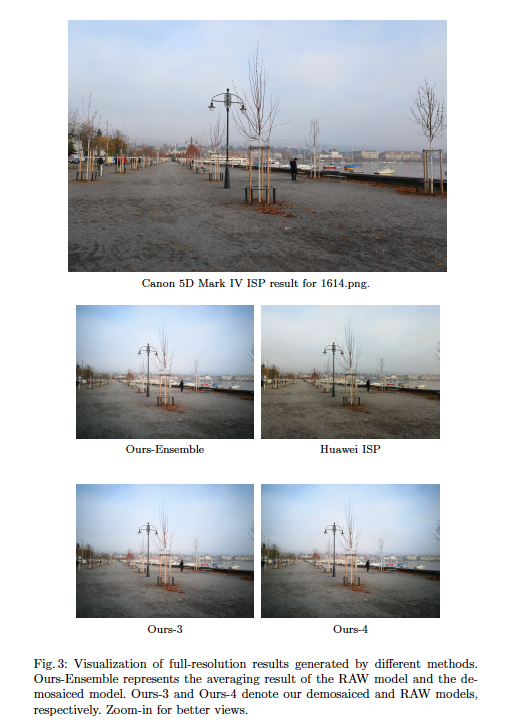 Canon 5D Mark IV ISP result for 1614.png.
Ours-Ensemble
Huawei ISP
Ours-3
Ours-4
Fig. 3: Visualization of full-resolution results generated by different methods.
Ours-Ensemble represents the averaging result of the RAW model and the de-
mosaiced model. Ours-3 and Ours-4 denote our demosaiced and RAW models,
respectively. Zoom-in for better views.